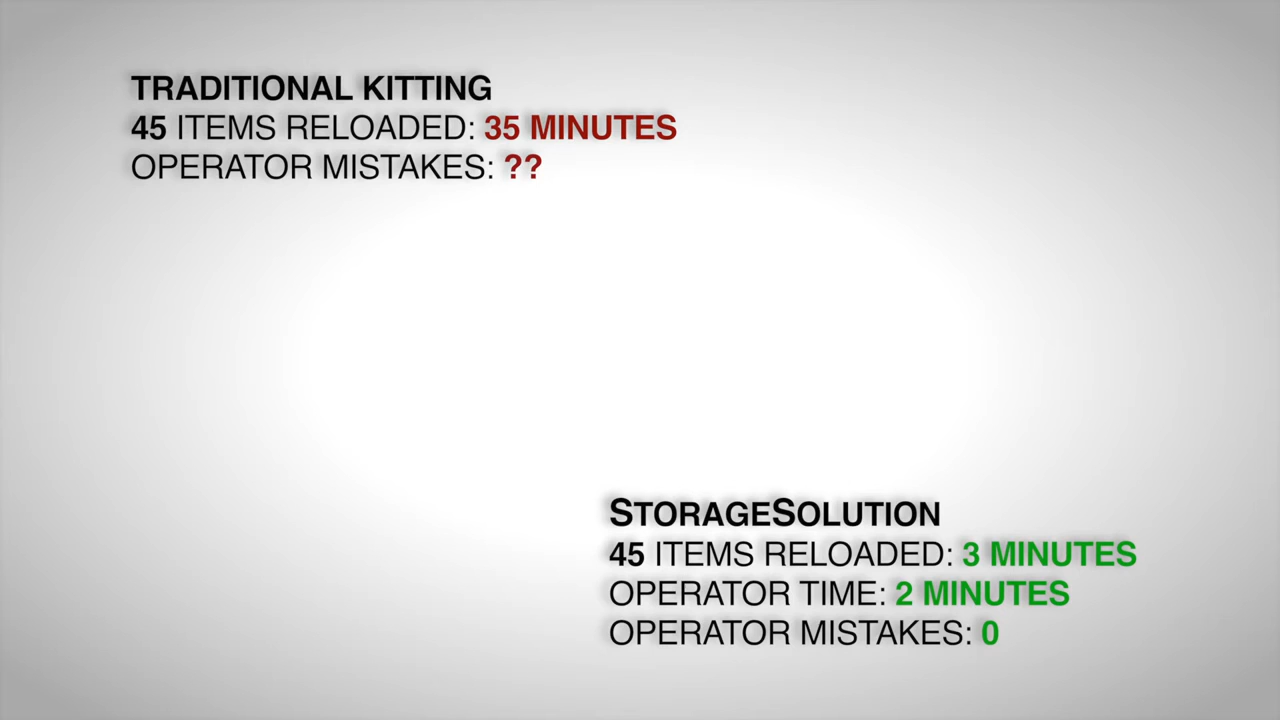 TRADITIONAL KITTING
45 ITEMS RELOADED: 35 MINUTES
OPERATOR MISTAKES: ??
STORAGESOLUTION
45 ITEMS RELOADED: 3 MINUTES
OPERATOR TIME: 2 MINUTES
OPERATOR MISTAKES: 0